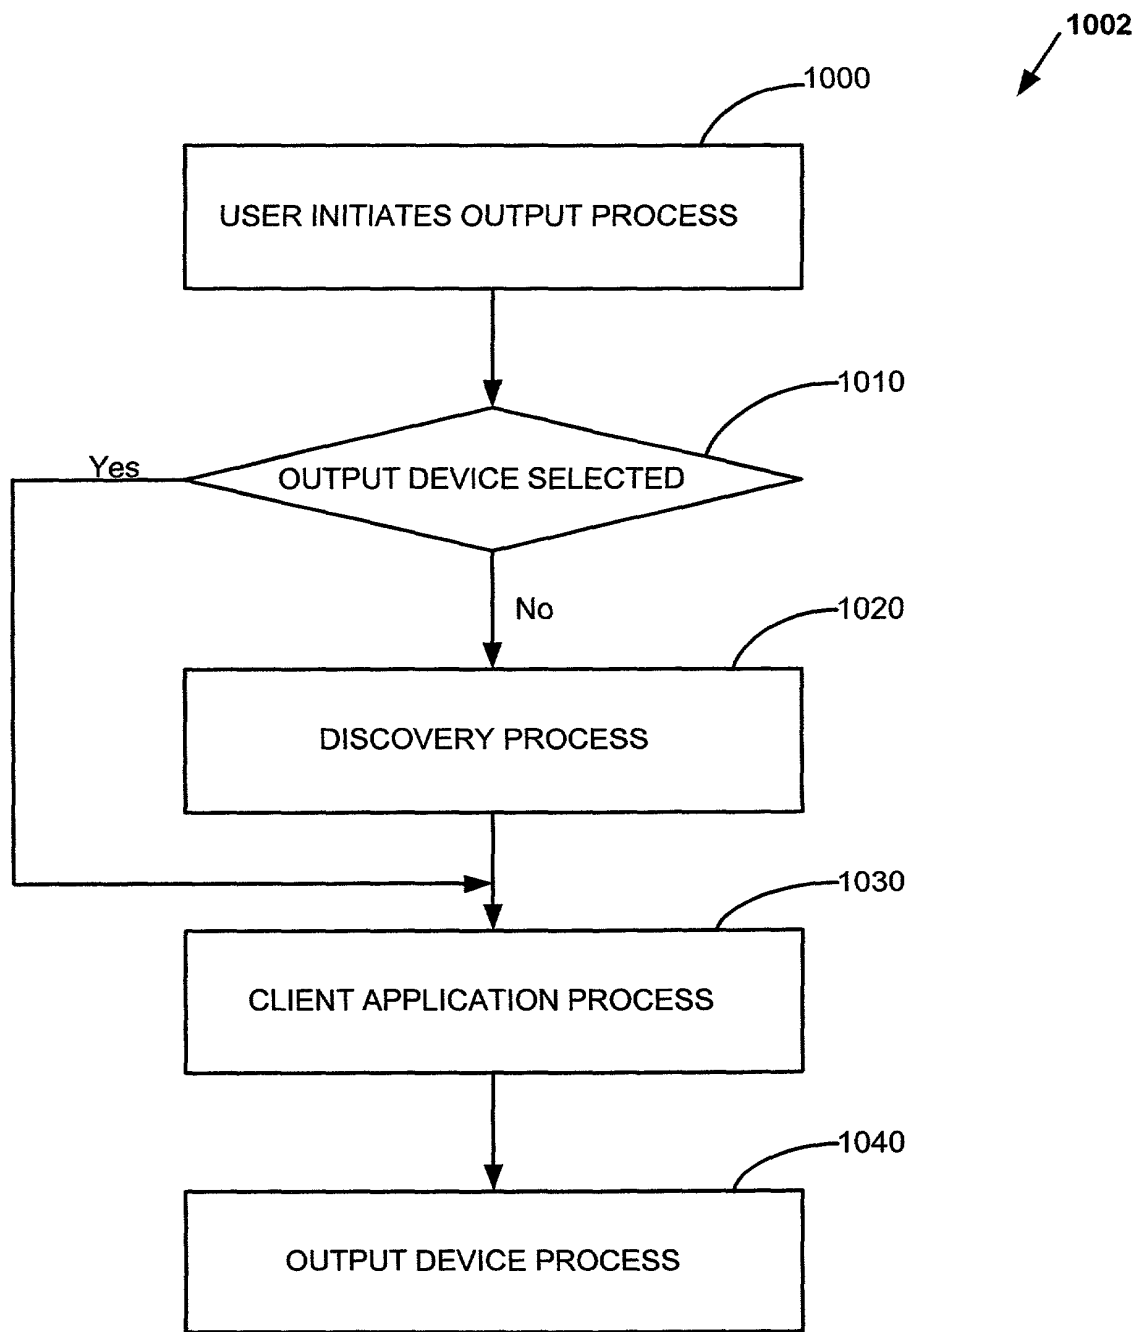 1002
1000
USER INITIATES OUTPUT PROCESS
1010
Yes
OUTPUT DEVICE SELECTED
No
1020
DISCOVERY PROCESS
1030
CLIENT APPLICATION PROCESS
1040
OUTPUT DEVICE PROCESS